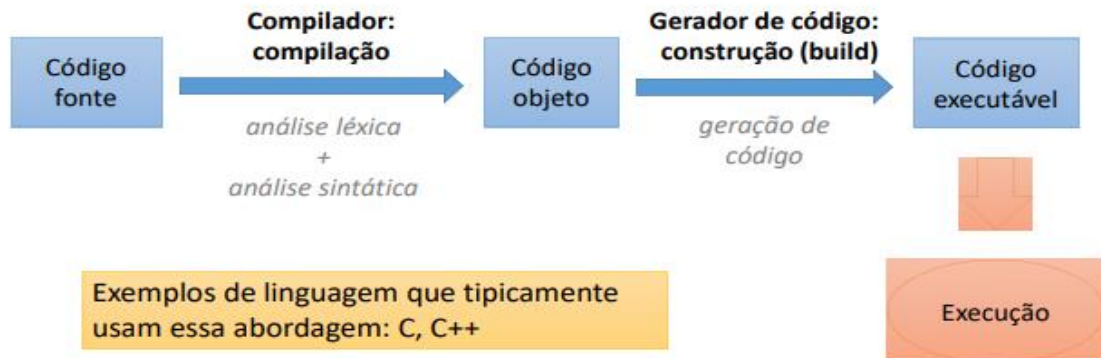 Código
fonte
Compilador:
compilação
análise léxica
+
análise sintática
Código
objeto
Gerador de código:
construção (build)
geração de
código
Código
executável
Exemplos de linguagem que tipicamente
usam essa abordagem: C, C++
Execução